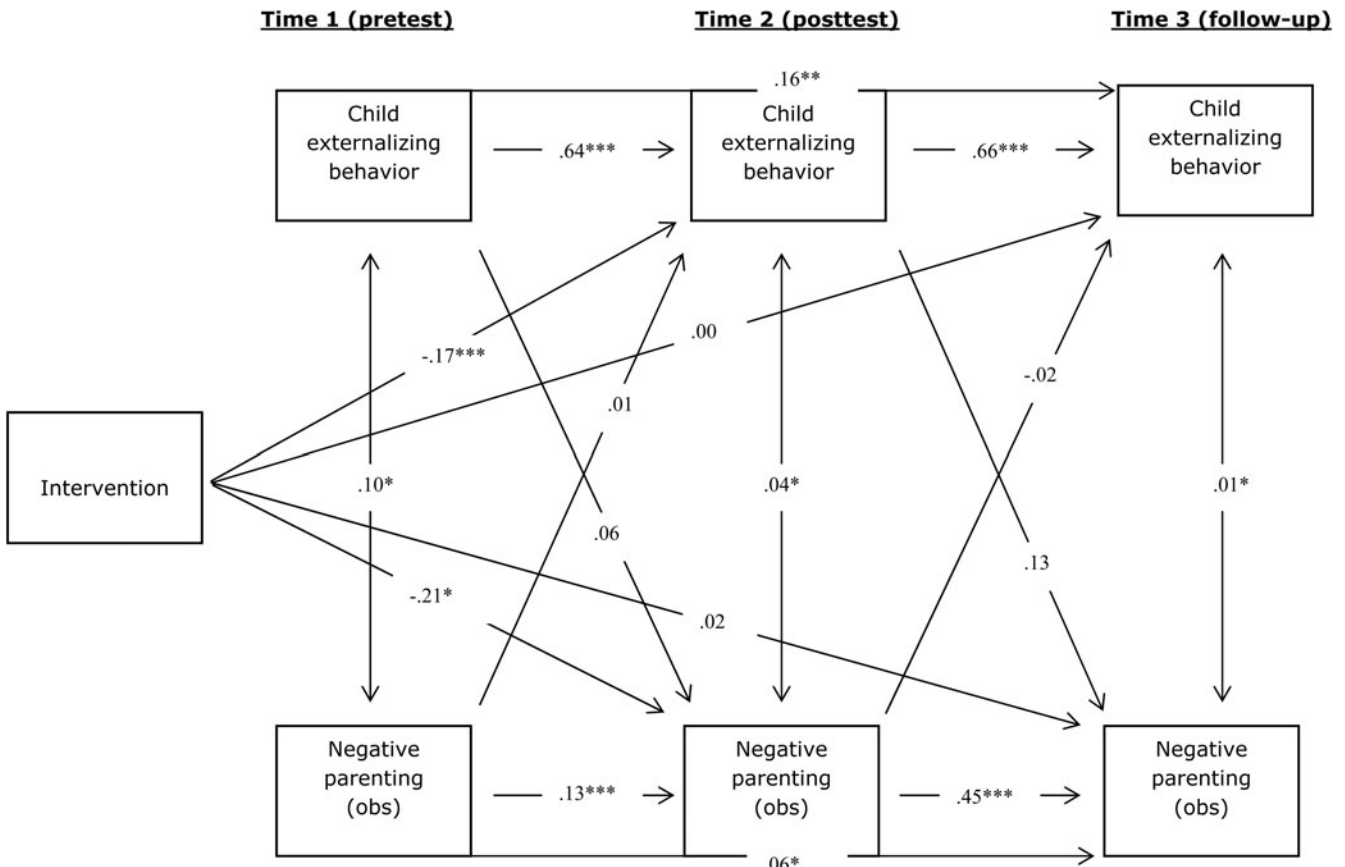 Time 1 (pretest)
Time 2 (posttest)
Time 3 (follow-up)
.16**
Child
externalizing
behavior
Child
externalizing
behavior
Child
externalizing
behavior
.64***
.66***
-.17***
.00
.01
-.02
Intervention
.10*
.04*
.01*
.06
.13
-.21*
.02
Negative
parenting
(obs)
Negative
parenting
(obs)
Negative
parenting
(obs)
.13***
.45***
.06*